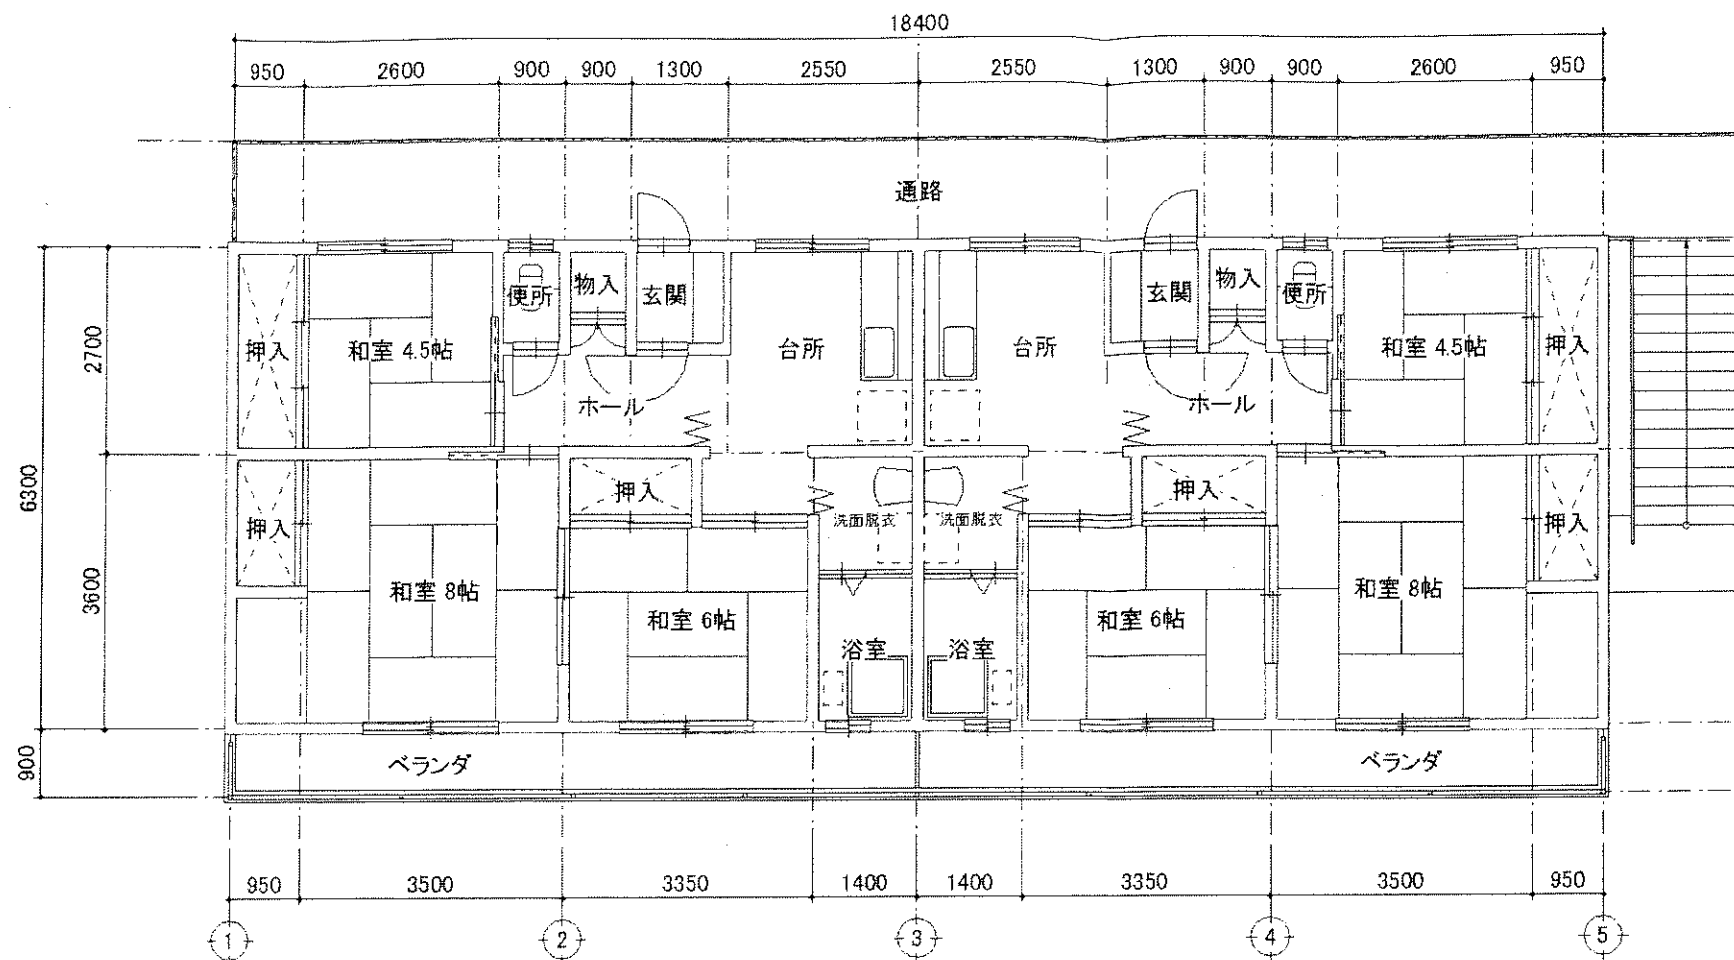 18400
950 2600 900 900 1300 2550 2550 1300 900 900 2600 950
通路
押入 和室 4.5帖 便所 物入 玄関 台所 台所 玄関 物入 便所 和室 4.5帖 押入
2700
ホール ホール
6300
押入 押入 洗面脱衣 洗面脱衣 押入 押入
3600
和室 8帖 和室 6帖 浴室 浴室 和室 6帖 和室 8帖
900
ベランダ ベランダ
950 3500 3350 1400 1400 3350 3500 950
1 2 3 4 5